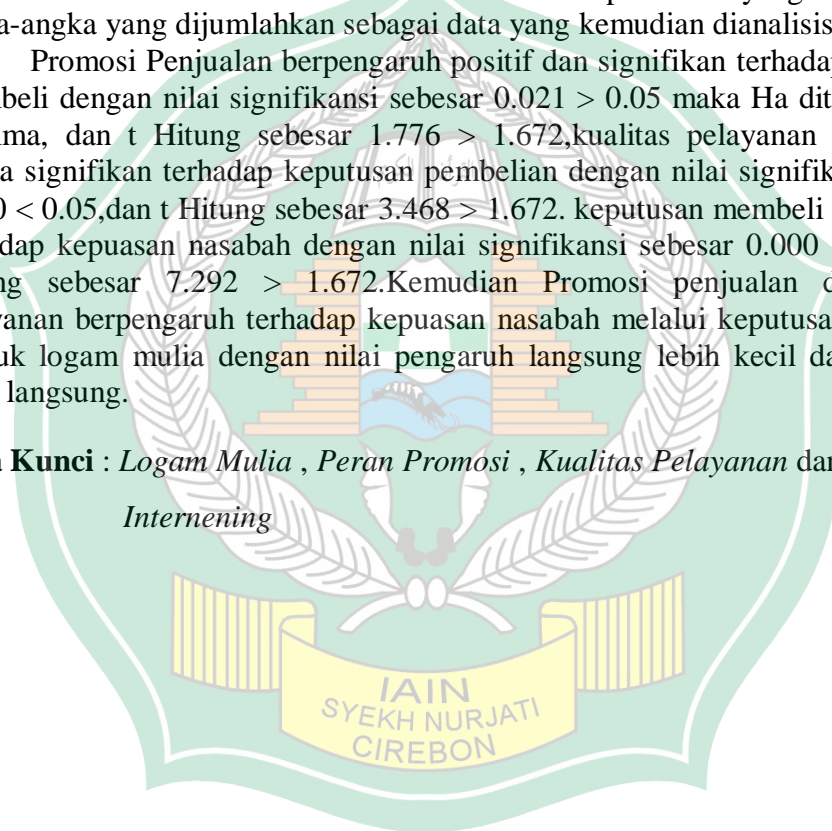 a-angka yang dijumlahkan sebagai data yang kemudian dianalisis
Promosi Penjualan berpengaruh positif dan signifikan terhadap
beli dengan nilai signifikansi sebesar 0.021 > 0.05 maka Ha dit
ma, dan t Hitung sebesar 1.776 > 1.672,kualitas pelayanan
a signifikan terhadap keputusan pembelian dengan nilai signifik
0 < 0.05,dan t Hitung sebesar 3.468 > 1.672. keputusan membeli
dap kepuasan nasabah dengan nilai signifikansi sebesar 0.000
ng sebesar 7.292 > 1.672.Kemudian Promosi penjualan d
yanan berpengaruh terhadap kepuasan nasabah melalui keputusa
uk logam mulia dengan nilai pengaruh langsung lebih kecil da
langsung.
Kunci : Logam Mulia , Peran Promosi , Kualitas Pelayanan dan
Internening
IAIN
SYEKH NURJATI
CIREBON